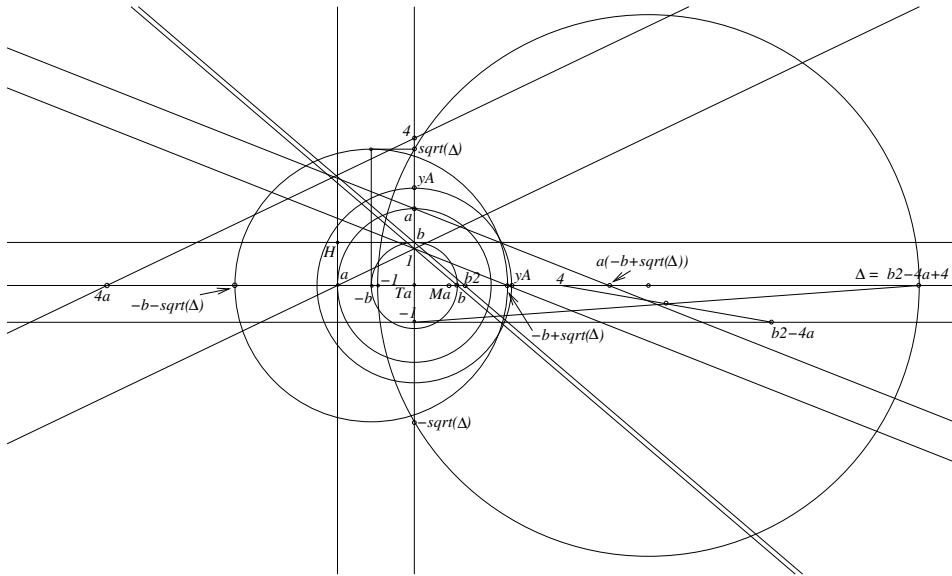 4
sqrt(Δ)
yA
a
b
H
1
a(-b+sqrt(Δ))
4a
-b-sqrt(Δ)
a
-b
-1
Ta
Ma
b
b2
yA
4
Δ = b2-4a+4
-1
-b+sqrt(Δ)
b2-4a
-sqrt(Δ)